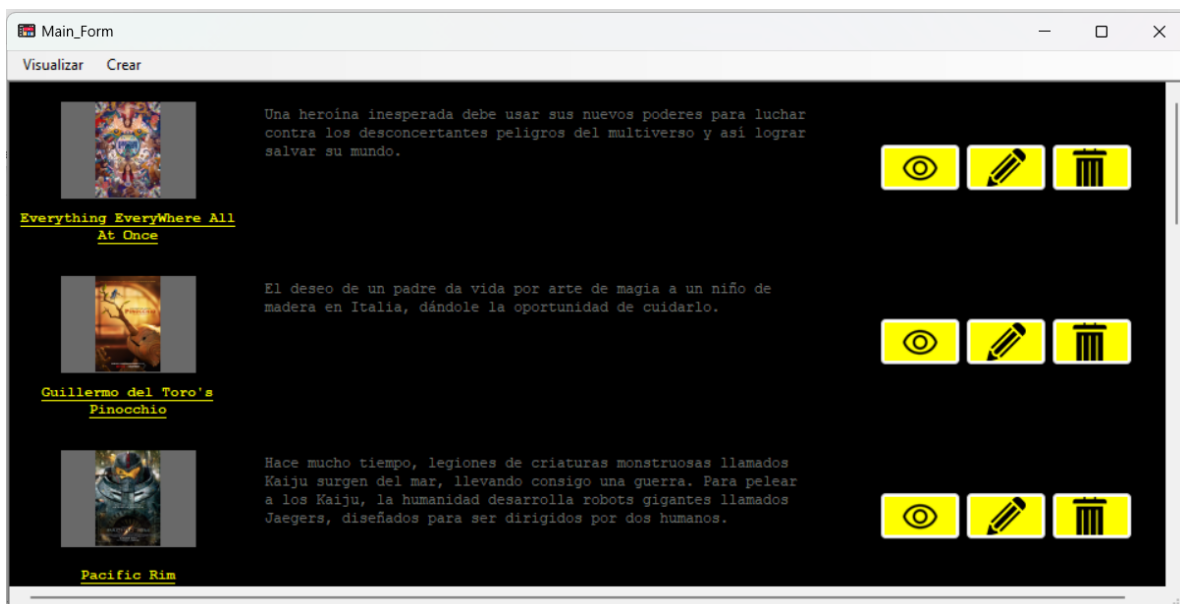 Main_Form
Visualizar Crear
Una heroína inesperada debe usar sus nuevos poderes para luchar
contra los desconcertantes peligros del multiverso y así lograr
salvar su mundo.
Everything EveryWhere All
At Once
El deseo de un padre da vida por arte de magia a un niño de
madera en Italia, dándole la oportunidad de cuidarlo.
Guillermo del Toro's
Pinocchio
Hace mucho tiempo, legiones de criaturas monstruosas llamados
Kaiju surgen del mar, llevando consigo una guerra. Para pelear
a los Kaiju, la humanidad desarrolla robots gigantes llamados
Jaegers, diseñados para ser dirigidos por dos humanos.
Pacific Rim